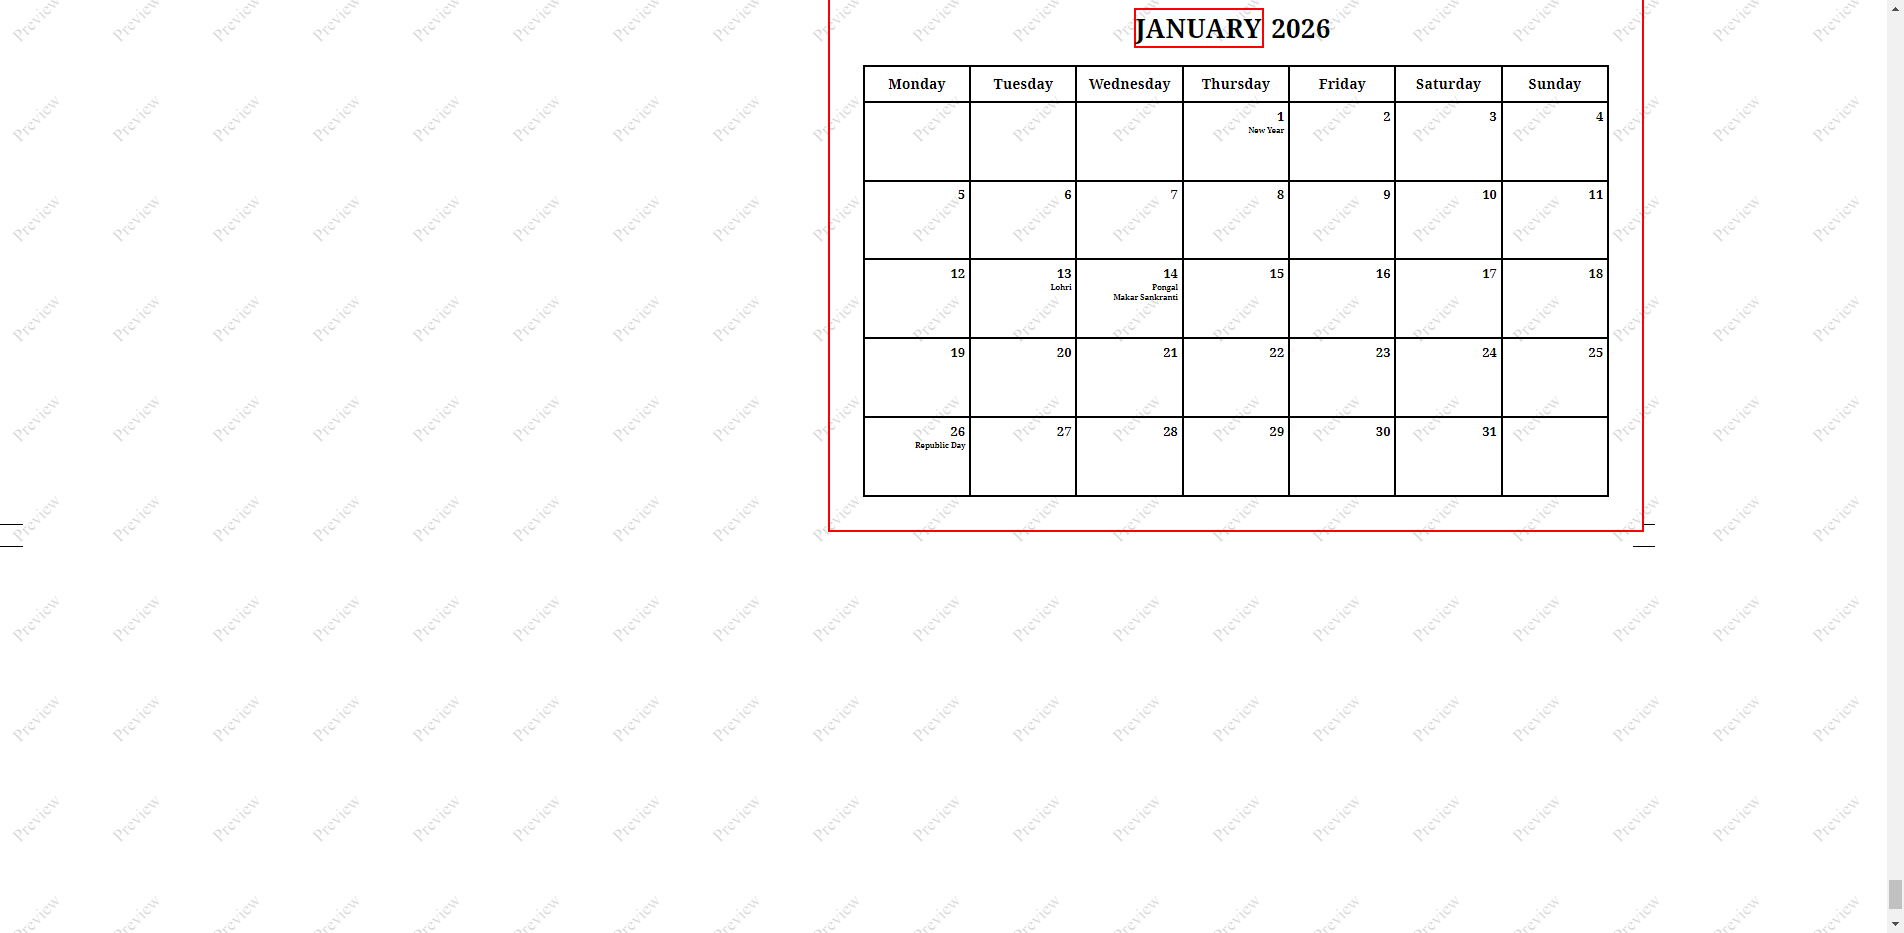 JANUARY 2026
Monday Tuesday Wednesday Thursday Friday Saturday Sunday
1 2 3 4
New Year
5 6 7 8 9 10 11
12 13 14 15 16 17 18
Lohri Pongal
Makar Sankranti
19 20 21 22 23 24 25
26 27 28 29 30 31
Republic Day
Preview